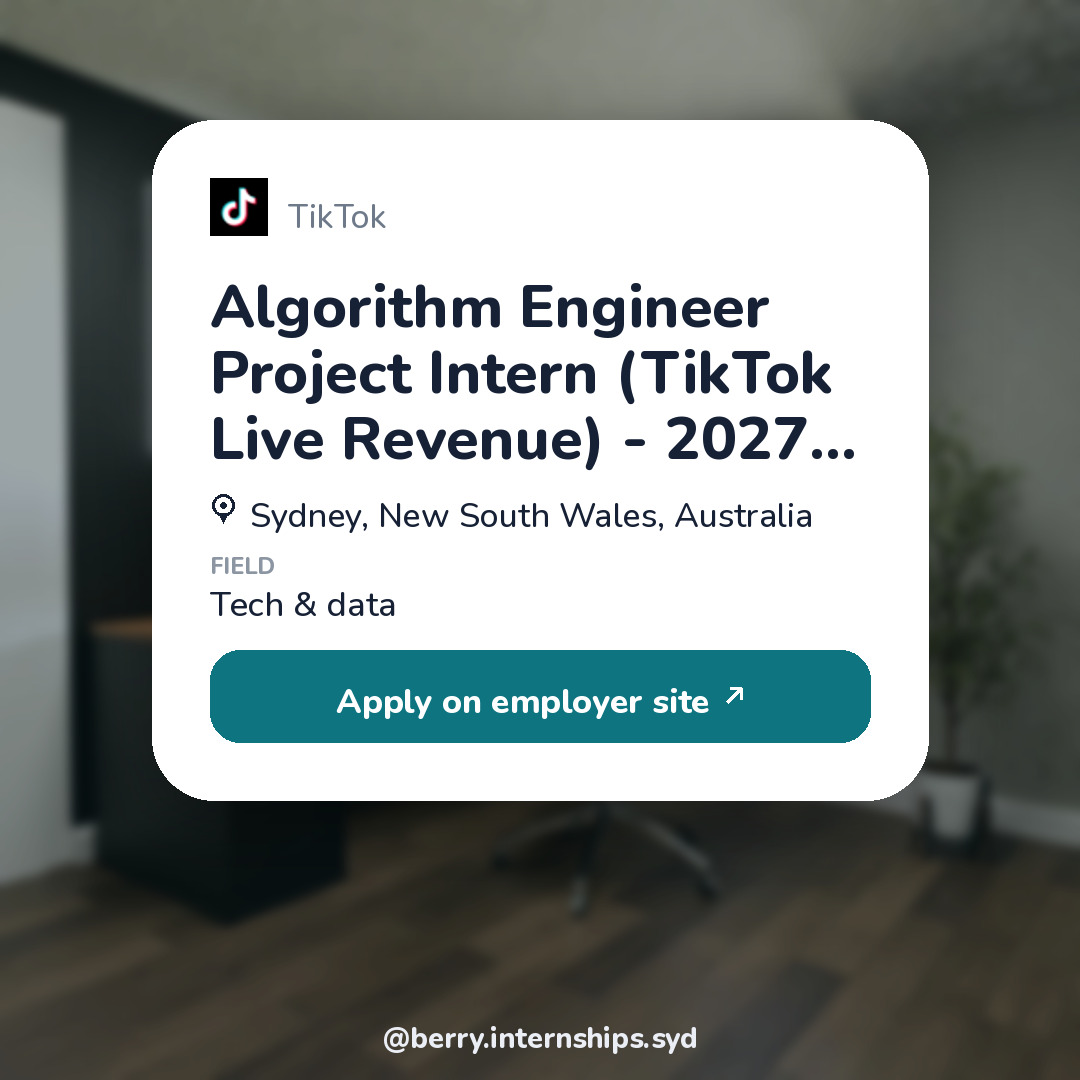 TikTok
Algorithm Engineer
Project Intern (TikTok
Live Revenue) - 2027...
Sydney, New South Wales, Australia
FIELD
Tech & data
Apply on employer site ↗
@berry.internships.syd